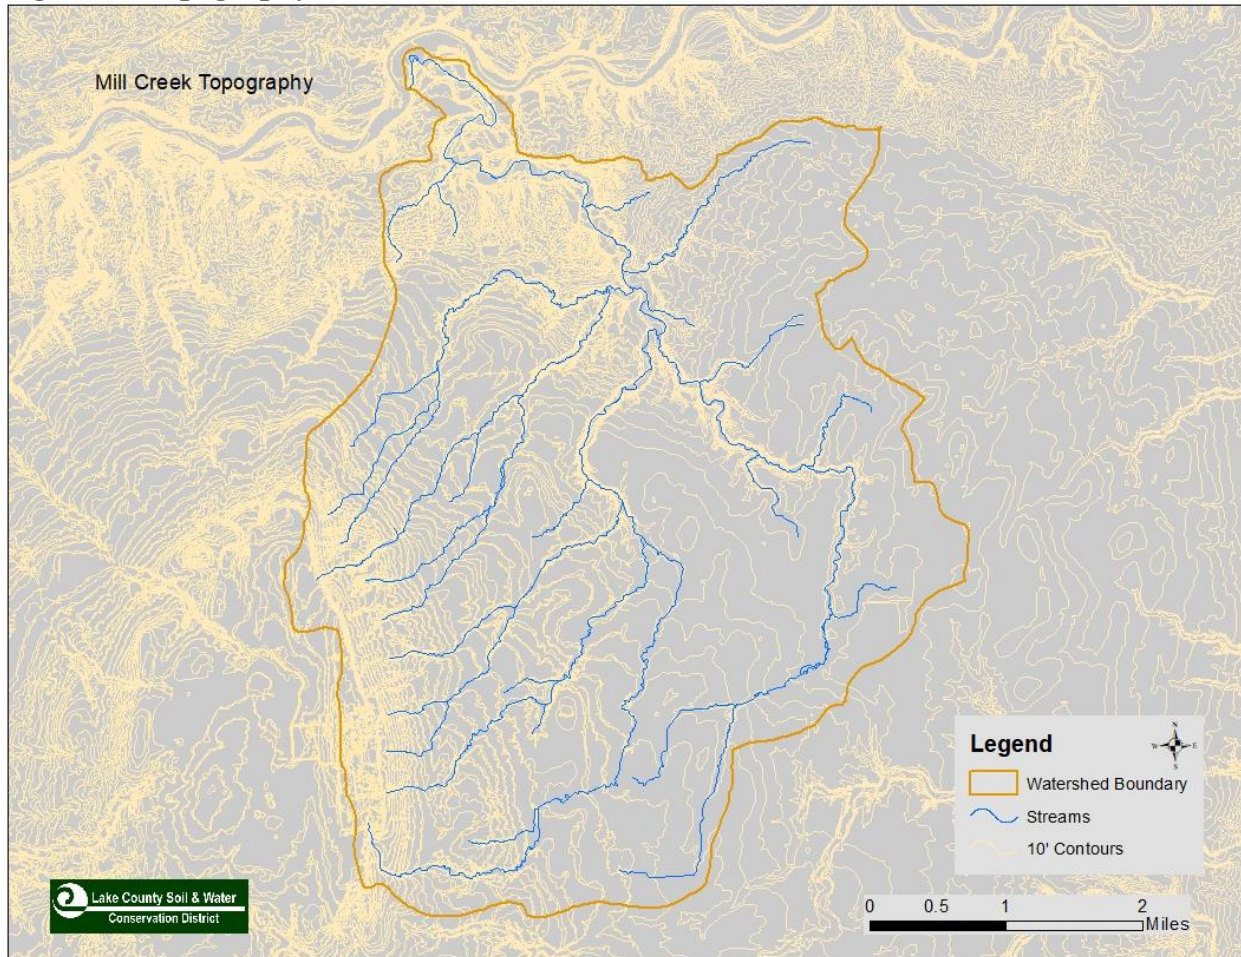 Mill Creek Topography
N
W
E
S
Legend
Watershed Boundary
Streams
10' Contours
Lake County Soil & Water
Conservation District
0 0.5 1 2
Miles